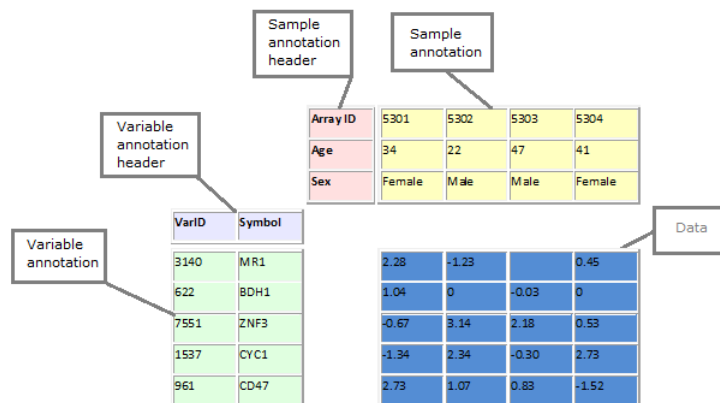 Sample
annotation
header
Sample
annotation
Variable
annotation
header
Array ID 5301 5302 5303 5304
Age 34 22 47 41
Sex Female Male Male Female
VarID Symbol
Data
Variable
annotation
3140 MR1 2.28 -1.23 0.45
622 BDH1 1.04 0 -0.03 0
7551 ZNF3 -0.67 3.14 2.18 0.53
1537 CYC1 -1.34 2.34 -0.30 2.73
961 CD47 2.73 1.07 0.83 -1.52